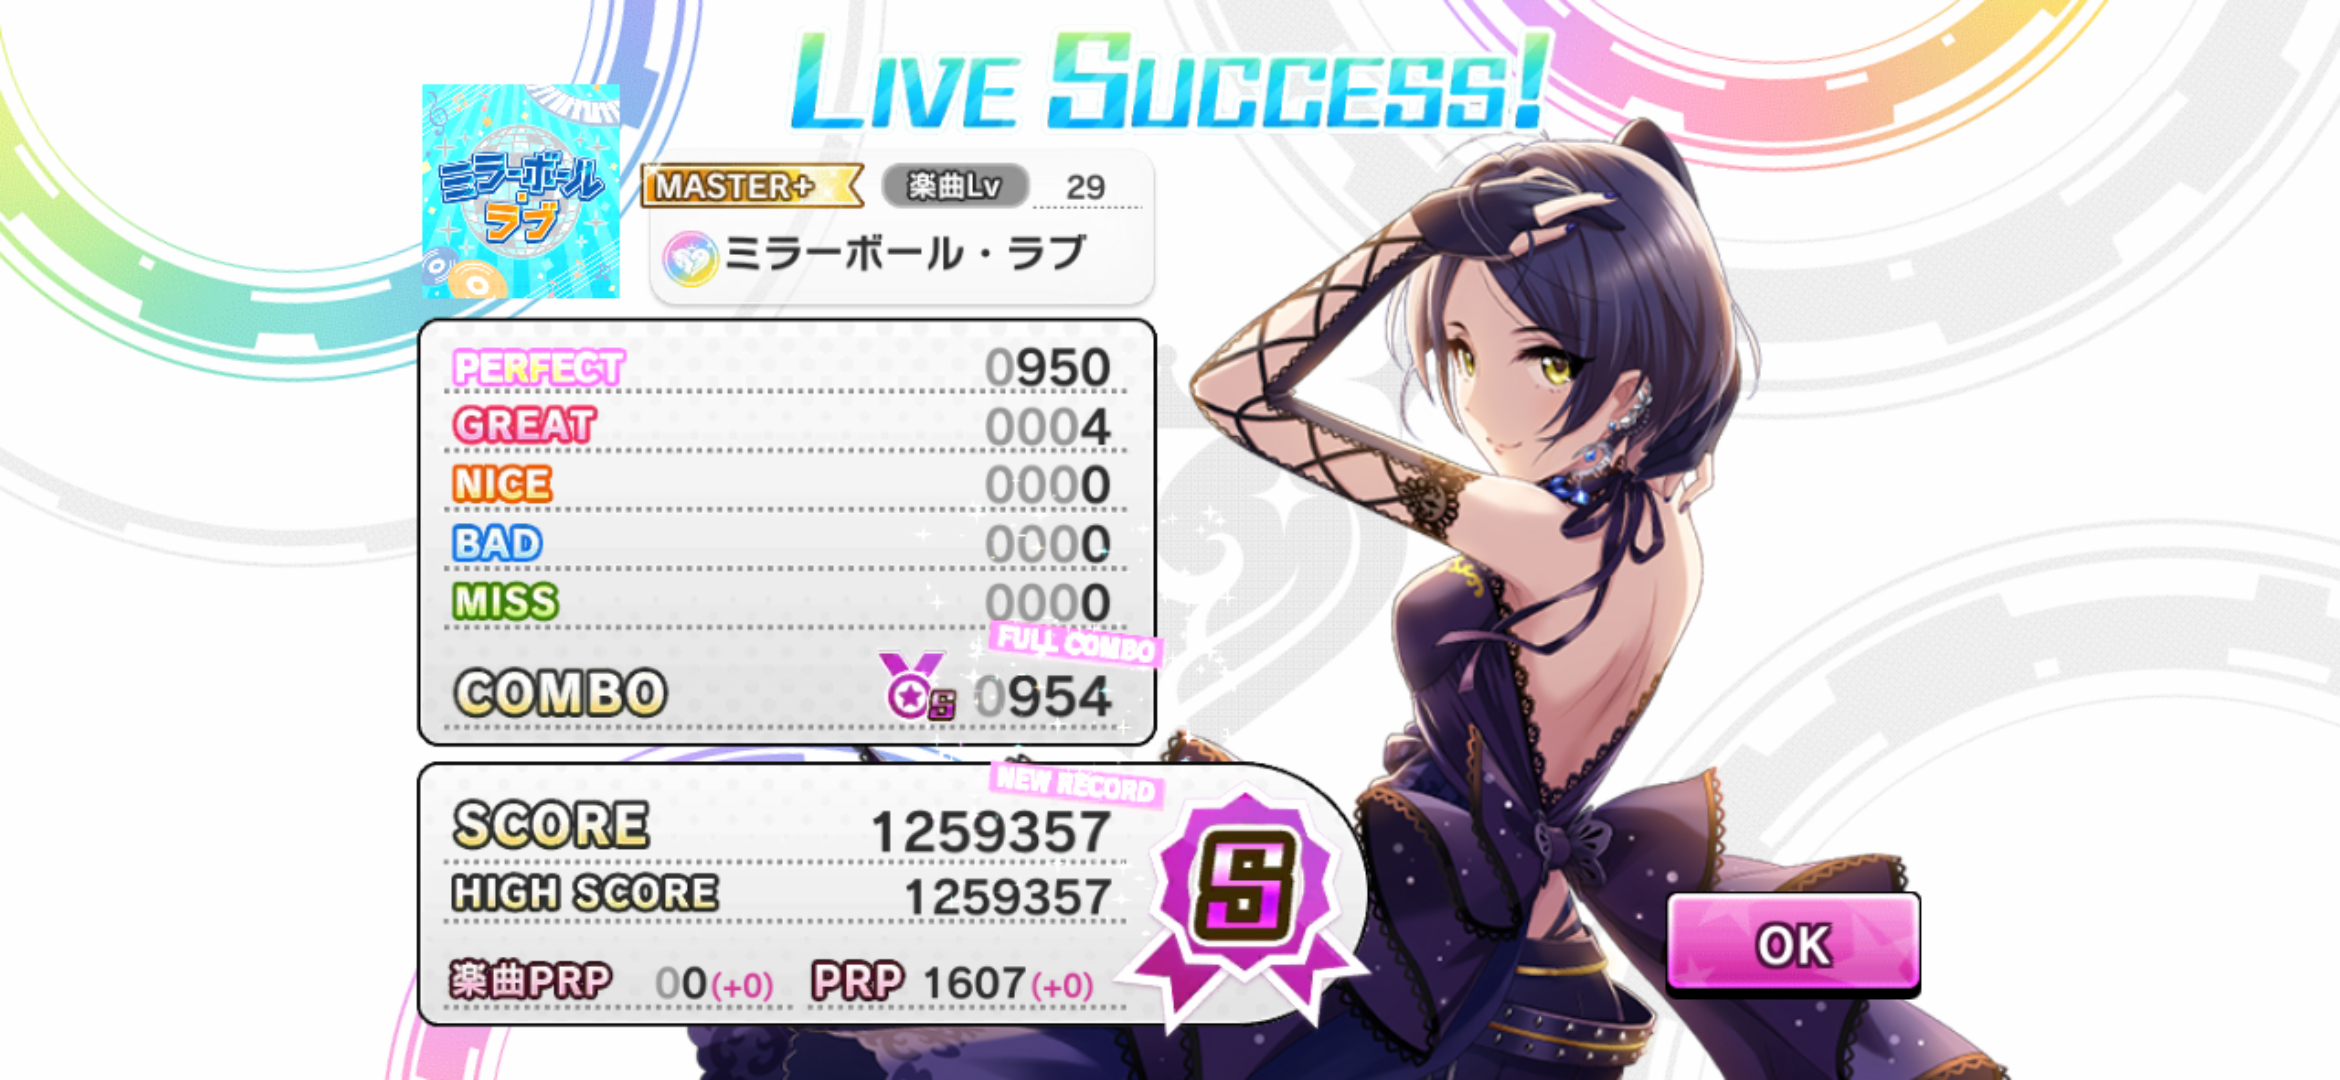 LIVE SUCCESS!
ミラーボール
・
ラブ
MASTER+ 楽曲Lv 29
ミラーボール・ラブ
PERFECT 0950
GREAT 0004
NICE 0000
BAD 0000
MISS 0000
FULL COMBO
COMBO S 0954
NEW RECORD
SCORE 1259357
HIGH SCORE 1259357
S
楽曲PRP 00(+0) PRP 1607(+0)
OK